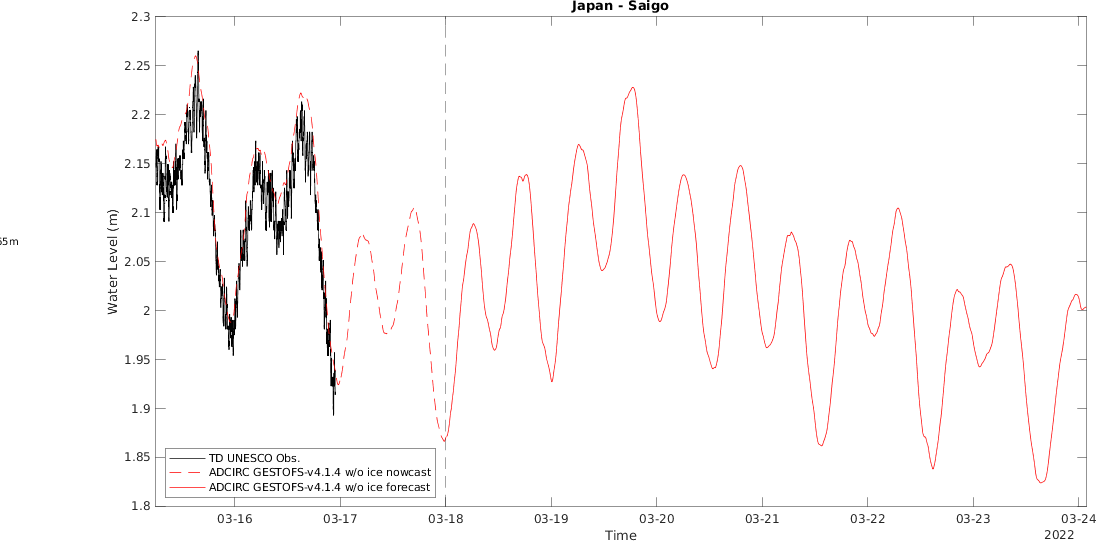 Japan - Saigo
2.3
2.25
2.2
2.15
2.1
2.05
2
1.95
1.9
1.85
1.8
Water Level (m)
65m
TD UNESCO Obs.
ADCIRC GESTOFS-v4.1.4 w/o ice nowcast
ADCIRC GESTOFS-v4.1.4 w/o ice forecast
03-16 03-17 03-18 03-19 03-20 03-21 03-22 03-23 03-24
Time
2022